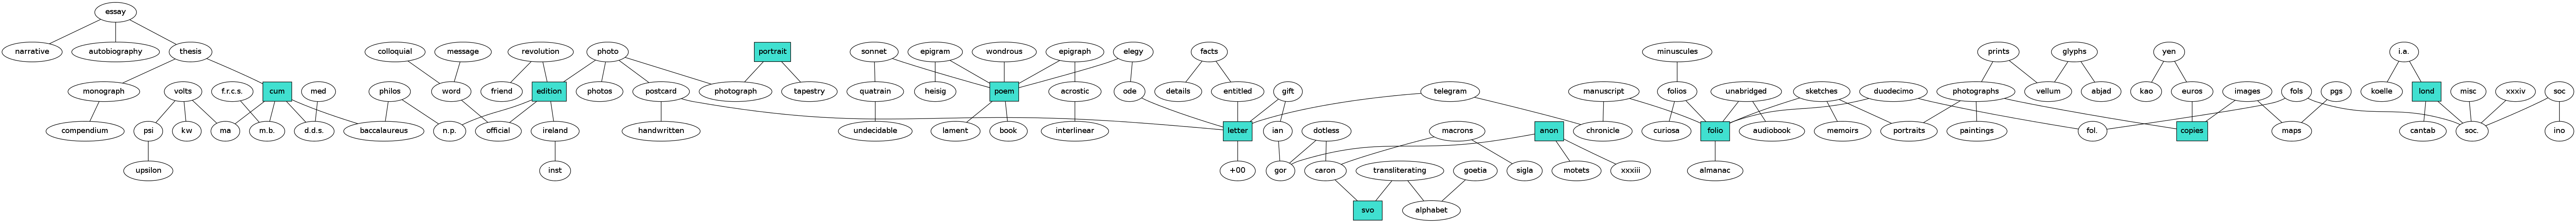 essay
narrative autobiography thesis colloquial message revolution photo portrait sonnet epigram wondrous epigraph elegy facts minuscules prints glyphs yen i.a.
monograph volts f.r.c.s. cum med philos word friend edition photos postcard photograph tapestry quatrain heisig poem acrostic ode details entitled gift telegram manuscript folios unabridged sketches duodecimo photographs vellum abjad kao euros images fols pgs koelle lond misc xxxiv soc
compendium psi kw ma m.b. d.d.s. baccalaureus n.p. official ireland handwritten undecidable lament book interlinear letter ian dotless macrons anon chronicle curiosa folio audiobook memoirs portraits paintings fol. copies maps cantab soc. ino
upsilon inst +00 gor caron transliterating goetia sigla motets xxxiii almanac
svo alphabet